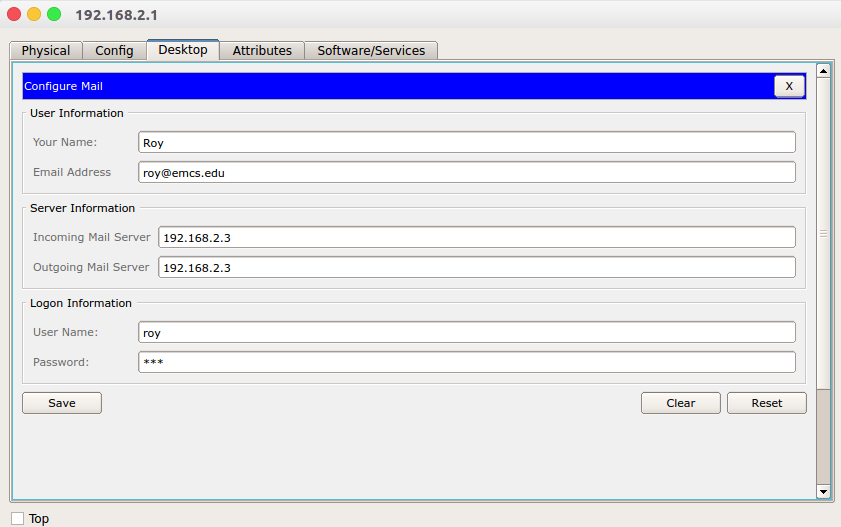 192.168.2.1
Physical Config Desktop Attributes Software/Services
Configure Mail X
User Information
Your Name: Roy
Email Address roy@emcs.edu
Server Information
Incoming Mail Server 192.168.2.3
Outgoing Mail Server 192.168.2.3
Logon Information
User Name: roy
Password: ***
Save Clear Reset
Top